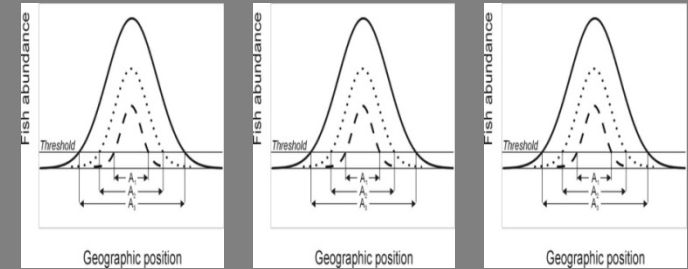 Fish abundance
Threshold
A₁
A₂
A₃
Geographic position
Fish abundance
Threshold
A₁
A₂
A₃
Geographic position
Fish abundance
Threshold
A₁
A₂
A₃
Geographic position